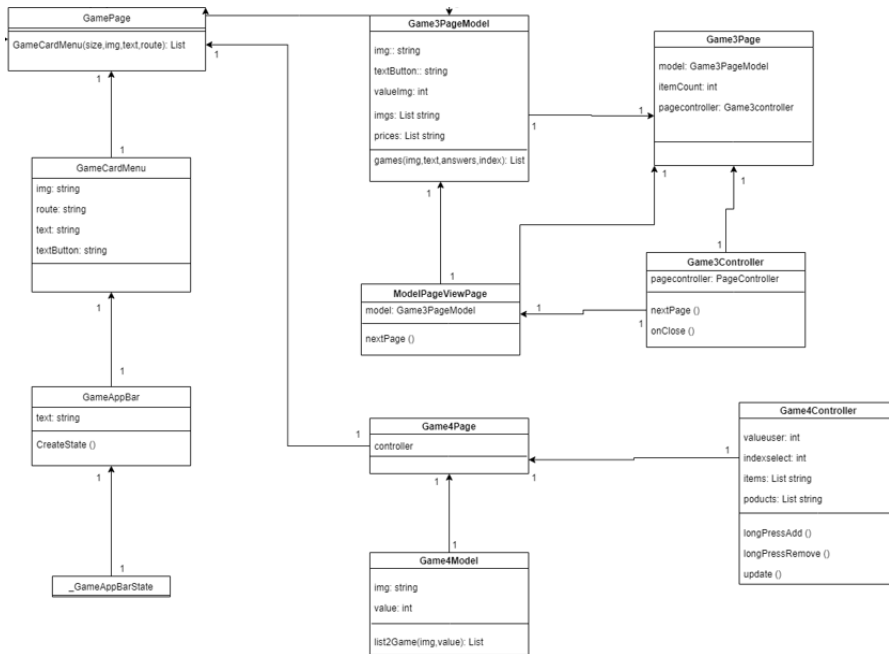 GamePage
GameCardMenu(size,img,text,route): List
1
1
GameCardMenu
img: string
route: string
text: string
textButton: string
1
1
GameAppBar
text: string
CreateState ()
1
1
_GameAppBarState
1
Game3PageModel
img:: string
textButton:: string
valueImg: int
imgs: List string
prices: List string
games(img,text,answers,index): List
1
1
1
1
Game3Page
model: Game3PageModel
itemCount: int
pagecontroller: Game3controller
1
1
1
1
ModelPageViewPage
model: Game3PageModel
nextPage ()
1
1
Game3Controller
pagecontroller: PageController
nextPage ()
onClose ()
1
Game4Page
controller
1
1
1
Game4Controller
valueuser: int
indexselect: int
items: List string
poducts: List string
longPressAdd ()
longPressRemove ()
update ()
1
Game4Model
img: string
value: int
list2Game(img,value): List